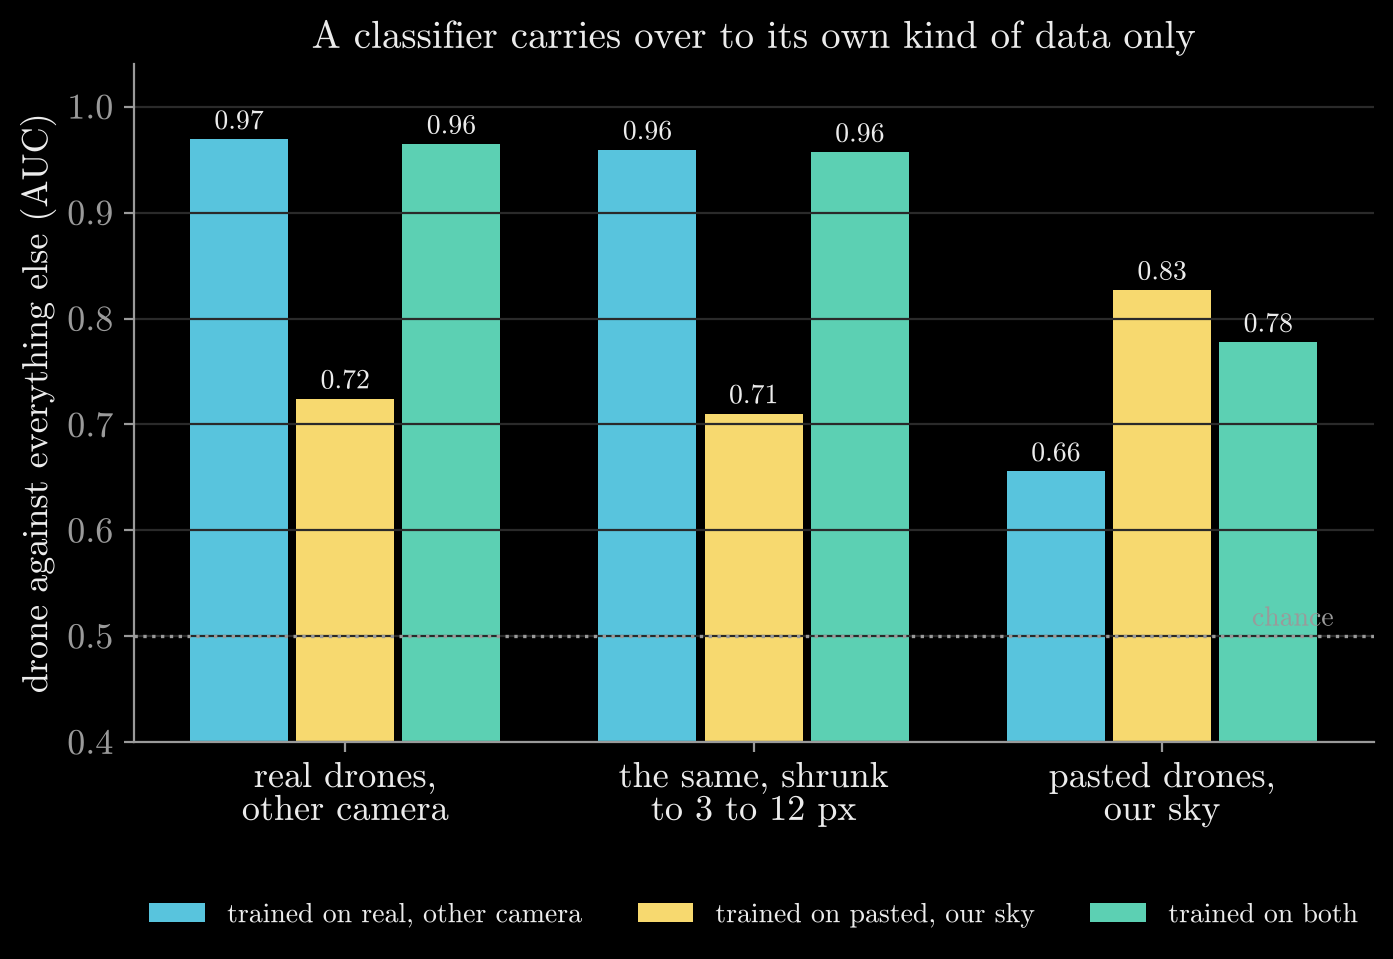 A classifier carries over to its own kind of data only
drone against everything else (AUC)
1.0
0.9
0.8
0.7
0.6
0.5
0.4
0.97
0.72
0.96
0.96
0.71
0.96
0.66
0.83
0.78
chance
real drones,
other camera
the same, shrunk
to 3 to 12 px
pasted drones,
our sky
trained on real, other camera
trained on pasted, our sky
trained on both